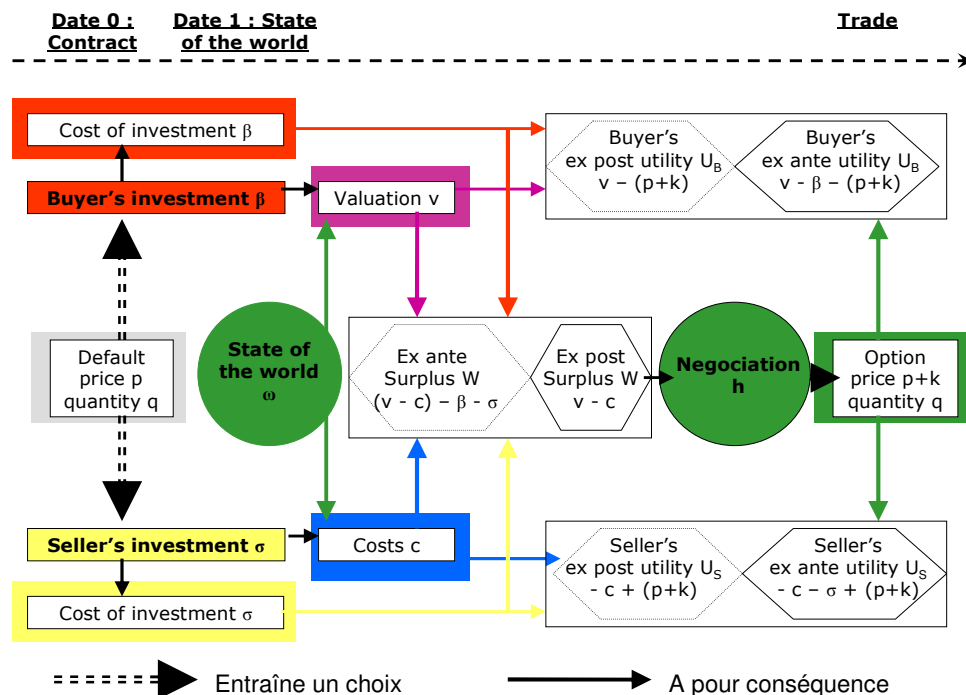 Date 0 :
Contract
Date 1 : State
of the world
Trade
Cost of investment β
Buyer's investment β
Valuation v
Buyer's
ex post utility U_B
v – (p+k)
Buyer's
ex ante utility U_B
v - β – (p+k)
Default
price p
quantity q
State of
the world
ω
Ex ante
Surplus W
(v - c) – β - σ
Ex post
Surplus W
v - c
Negociation
h
Option
price p+k
quantity q
Seller's investment σ
Cost of investment σ
Costs c
Seller's
ex post utility U_S
- c + (p+k)
Seller's
ex ante utility U_S
- c – σ + (p+k)
Entraîne un choix
A pour conséquence